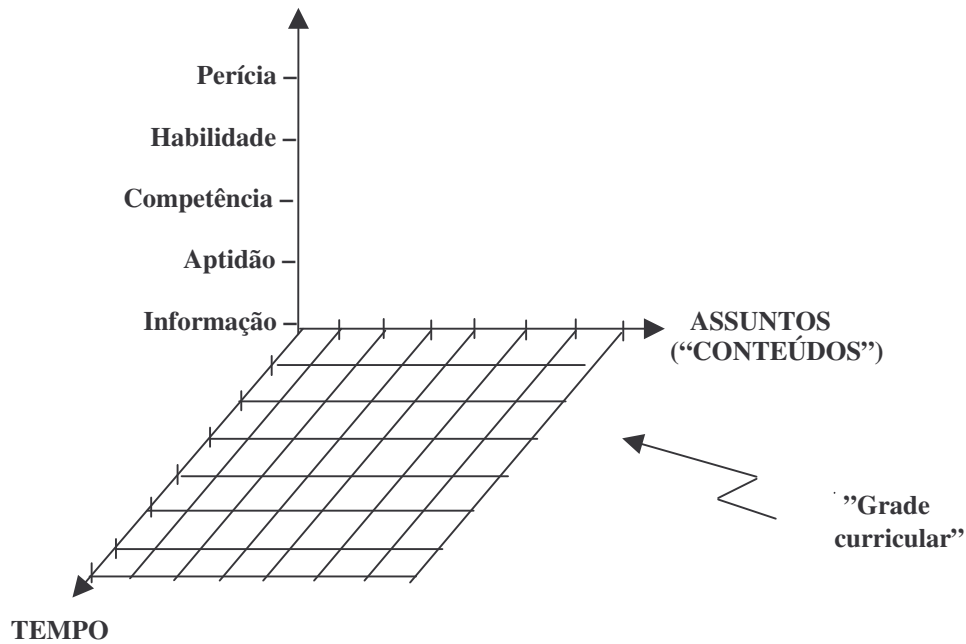 Perícia
Habilidade
Competência
Aptidão
Informação
ASSUNTOS
(“CONTEÚDOS”)
”Grade
curricular”
TEMPO